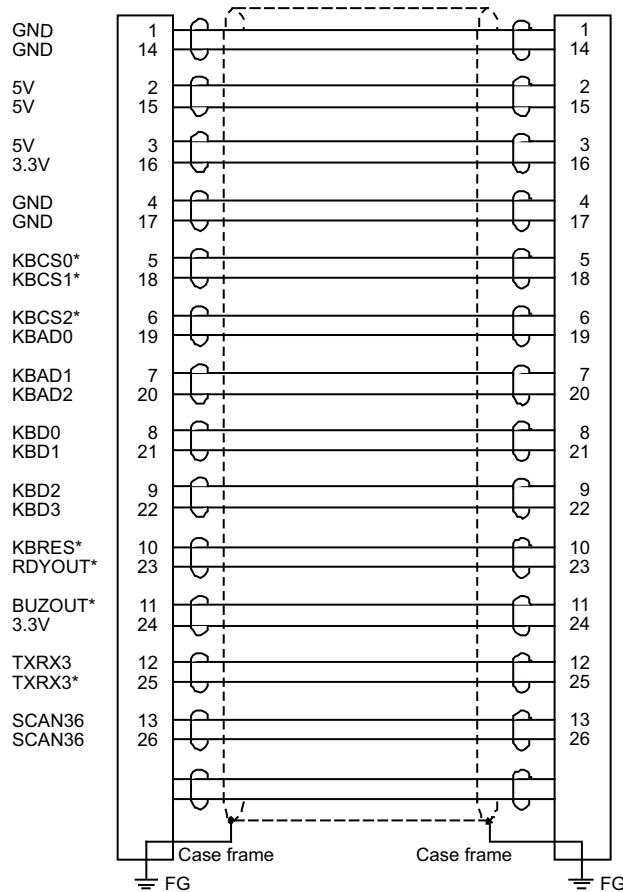 GND 1 1
GND 14 14
5V 2 2
5V 15 15
5V 3 3
3.3V 16 16
GND 4 4
GND 17 17
KBCS0* 5 5
KBCS1* 18 18
KBCS2* 6 6
KBAD0 19 19
KBAD1 7 7
KBAD2 20 20
KBD0 8 8
KBD1 21 21
KBD2 9 9
KBD3 22 22
KBRES* 10 10
RDYOUT* 23 23
BUZOUT* 11 11
3.3V 24 24
TXRX3 12 12
TXRX3* 25 25
SCAN36 13 13
SCAN36 26 26
Case frame Case frame
FG FG